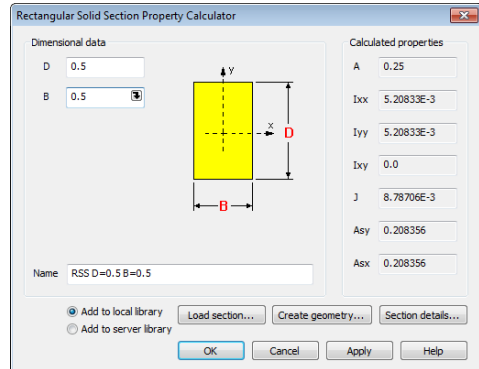 Rectangular Solid Section Property Calculator
Dimensional data
D 0.5
B 0.5
y
x
D
B
Name RSS D=0.5 B=0.5
Calculated properties
A 0.25
Ixx 5.20833E-3
Iyy 5.20833E-3
Ixy 0.0
J 8.78706E-3
Asy 0.208356
Asx 0.208356
Add to local library
Add to server library
Load section...
Create geometry...
Section details...
OK
Cancel
Apply
Help